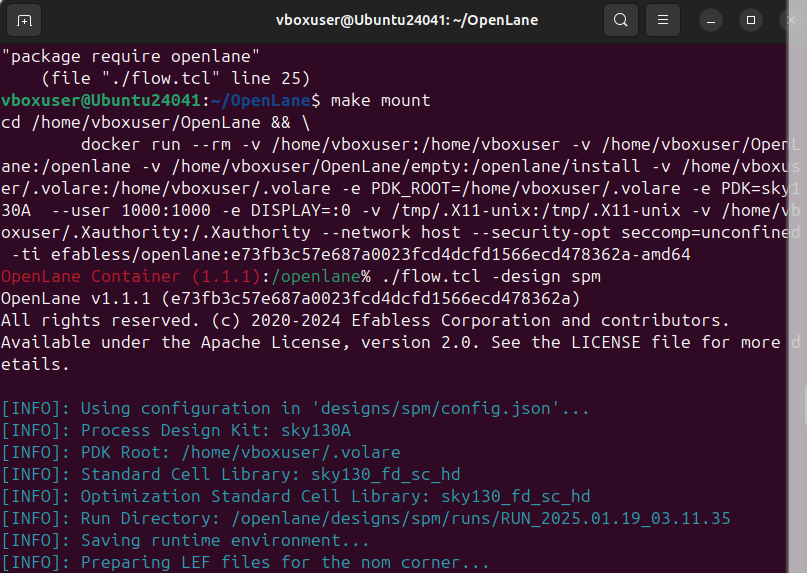 vboxuser@Ubuntu24041: ~/OpenLane
"package require openlane"
    (file "./flow.tcl" line 25)
vboxuser@Ubuntu24041:~/OpenLane$ make mount
cd /home/vboxuser/OpenLane && \
        docker run --rm -v /home/vboxuser:/home/vboxuser -v /home/vboxuser/OpenL
ane:/openlane -v /home/vboxuser/OpenLane/empty:/openlane/install -v /home/vboxus
er/.volare:/home/vboxuser/.volare -e PDK_ROOT=/home/vboxuser/.volare -e PDK=sky1
30A  --user 1000:1000 -e DISPLAY=:0 -v /tmp/.X11-unix:/tmp/.X11-unix -v /home/vb
oxuser/.Xauthority:/.Xauthority --network host --security-opt seccomp=unconfined
 -ti efabless/openlane:e73fb3c57e687a0023fcd4dcfd1566ecd478362a-amd64
OpenLane Container (1.1.1):/openlane% ./flow.tcl -design spm
OpenLane v1.1.1 (e73fb3c57e687a0023fcd4dcfd1566ecd478362a)
All rights reserved. (c) 2020-2024 Efabless Corporation and contributors.
Available under the Apache License, version 2.0. See the LICENSE file for more d
etails.
[INFO]: Using configuration in 'designs/spm/config.json'...
[INFO]: Process Design Kit: sky130A
[INFO]: PDK Root: /home/vboxuser/.volare
[INFO]: Standard Cell Library: sky130_fd_sc_hd
[INFO]: Optimization Standard Cell Library: sky130_fd_sc_hd
[INFO]: Run Directory: /openlane/designs/spm/runs/RUN_2025.01.19_03.11.35
[INFO]: Saving runtime environment...
[INFO]: Preparing LEF files for the nom corner...